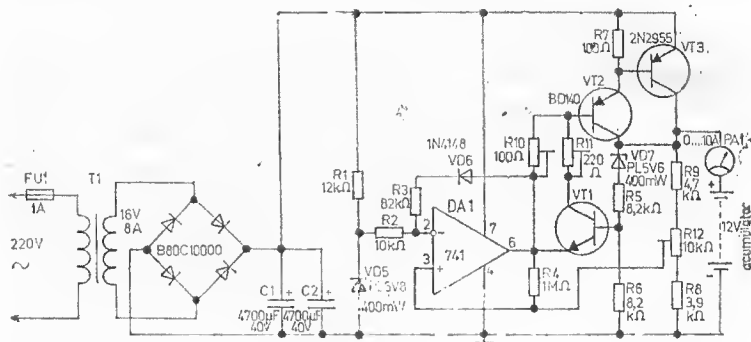 FU1
1A
220V
~
T1
16V
8A
B80C10000
C1
4700µF
40V
C2
4700µF
40V
R1
12kΩ
VD5
PL5V8
400mW
R2
10kΩ
R3
82kΩ
1N4148
VD6
DA1
741
2
3
7
4
6
R4
1MΩ
R10
100Ω
R11
220
Ω
VT1
BD140
VT2
R7
100Ω
2N2955
VT3
VD7
PL5V6
400mW
R5
8,2kΩ
R6
8,2
kΩ
0...10A
PA1
R9
4,7
kΩ
R12
10kΩ
R8
3,9
kΩ
12V
acumulator